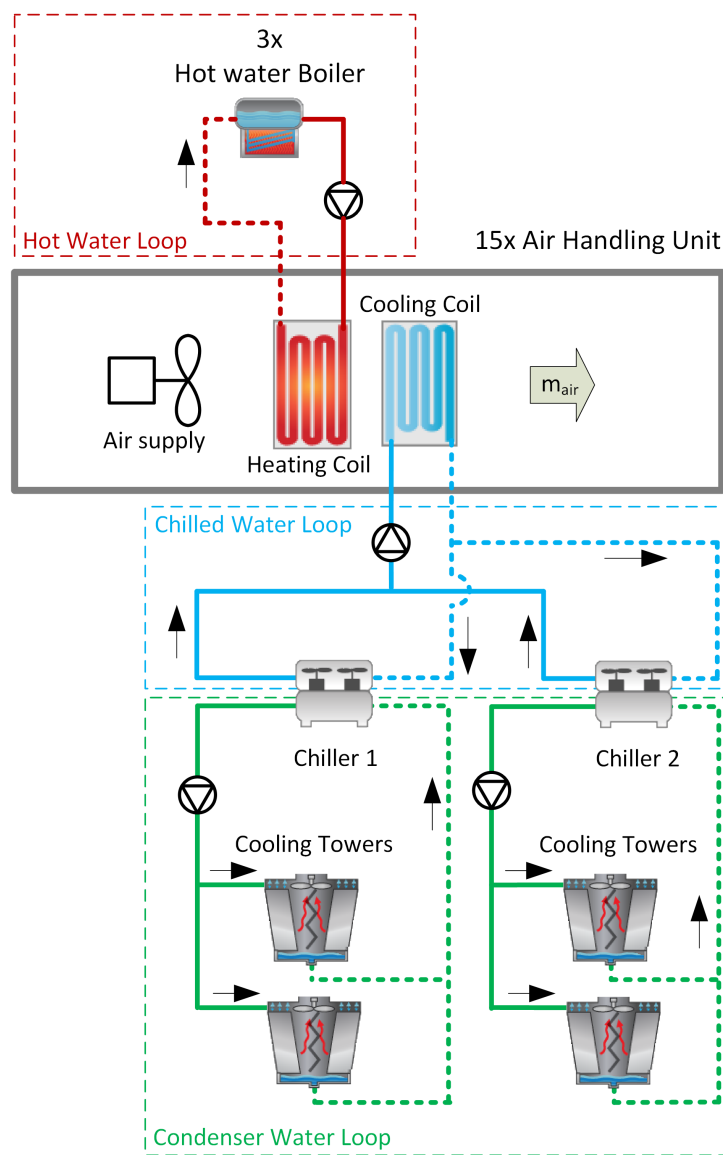 3x
Hot water Boiler
Hot Water Loop
15x Air Handling Unit
Cooling Coil
Air supply
Heating Coil
mair
Chilled Water Loop
Chiller 1
Chiller 2
Cooling Towers
Cooling Towers
Condenser Water Loop